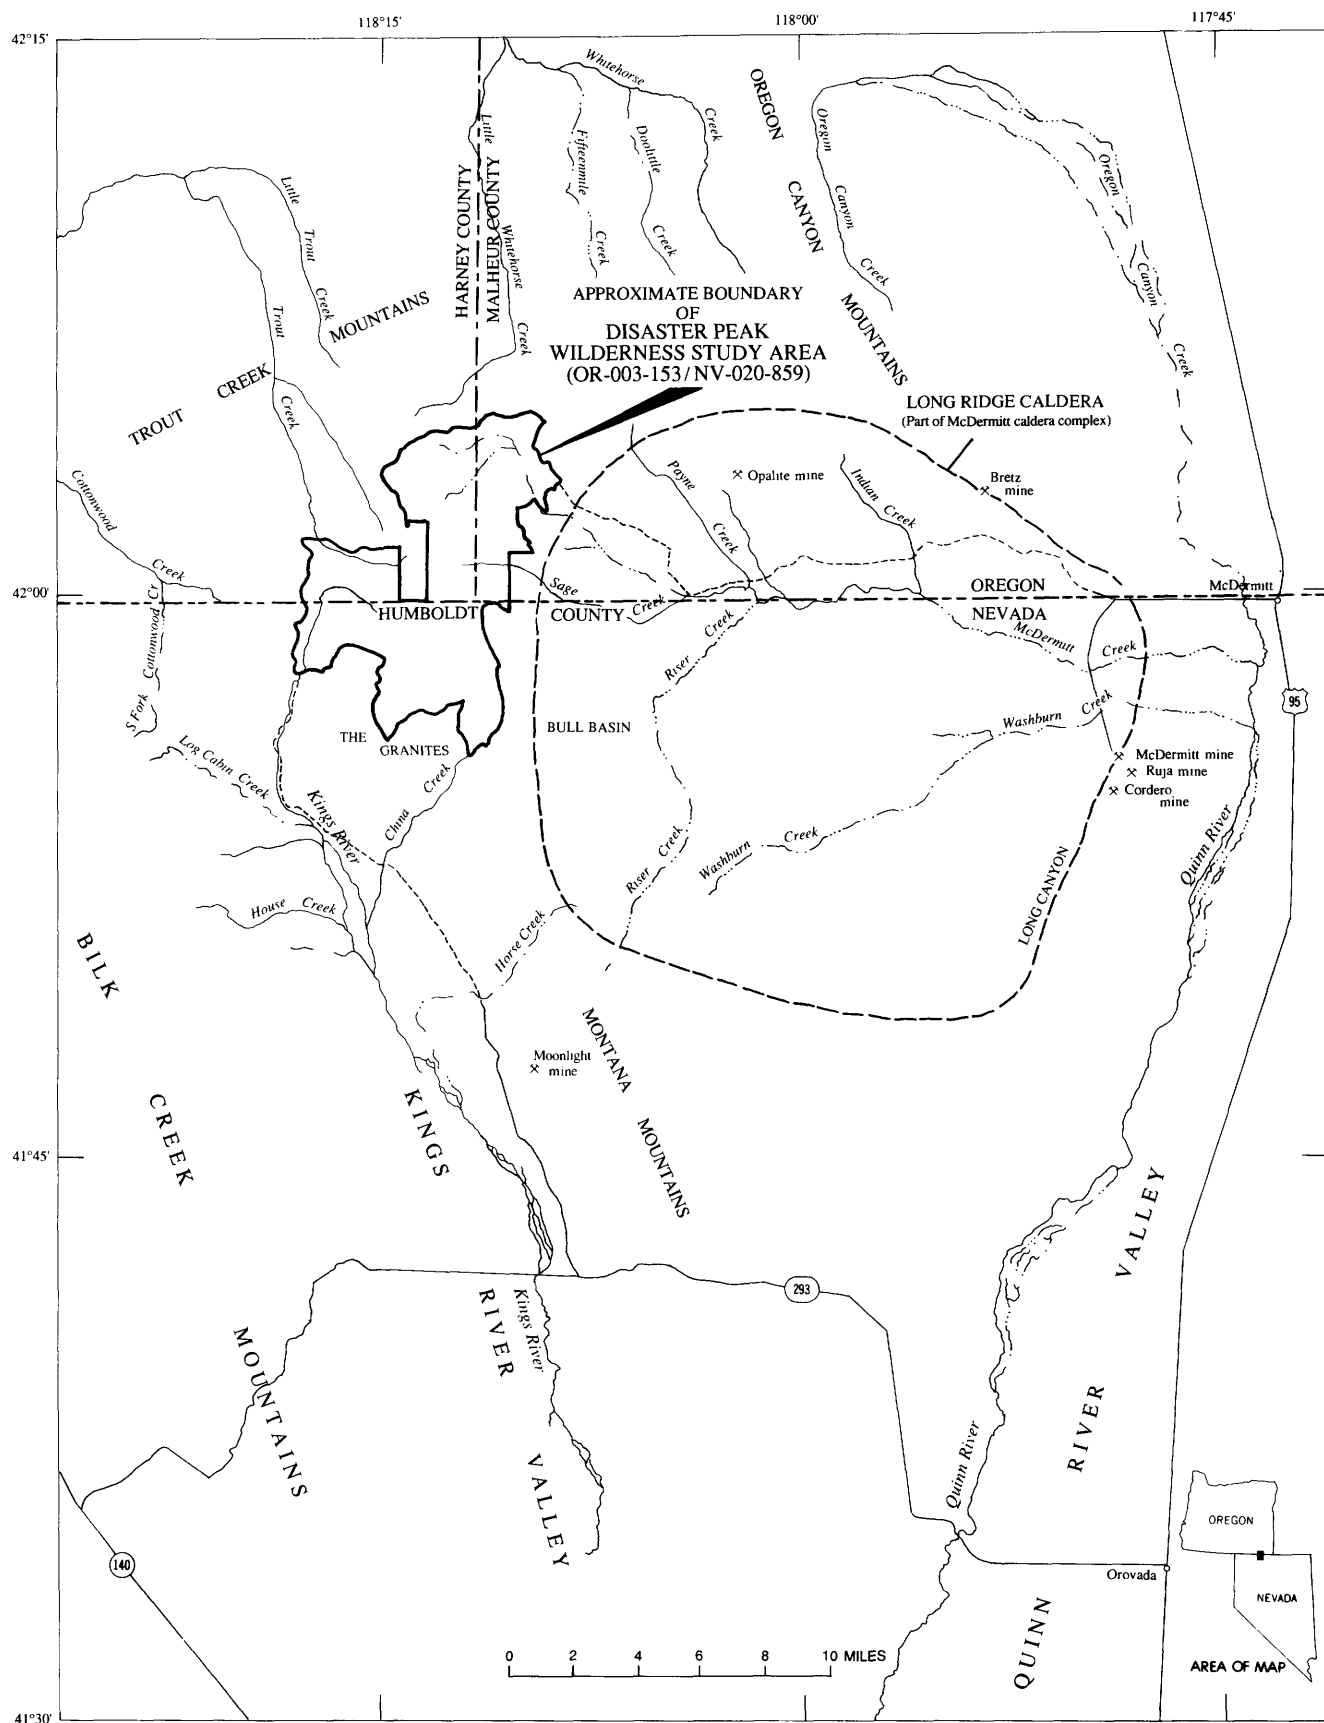 118°15'
118°00'
117°45'
42°15'
Whitehorse
Creek
OREGON
CANYON
MOUNTAINS
Oregon
Canyon
Creek
Oregon
Canyon
Creek
Little
Whitehorse
Creek
Fifteenmile
Creek
Doolittle
Creek
HARNEY COUNTY
MALHEUR COUNTY
Little
Trout
Creek
Trout
Creek
TROUT
CREEK
MOUNTAINS
APPROXIMATE BOUNDARY
OF
DISASTER PEAK
WILDERNESS STUDY AREA
(OR-003-153/NV-020-859)
LONG RIDGE CALDERA
(Part of McDermitt caldera complex)
Cottonwood
Creek
Payne
Creek
Opalite mine
Indian Creek
Bretz
mine
42°00'
S Fork Cottonwood Cr
Sage
Creek
HUMBOLDT
COUNTY
OREGON
NEVADA
McDermitt
McDermitt
Creek
Riser
Creek
95
BULL BASIN
THE
GRANITES
Washburn
Creek
McDermitt mine
Ruja mine
Cordero
mine
Log Cabin Creek
Kings River
China
Creek
Riser
Creek
Washburn
Creek
Quinn River
LONG CANYON
House Creek
Horse Creek
BILK
CREEK
MOUNTAINS
Moonlight
mine
MONTANA
MOUNTAINS
41°45'
KINGS
RIVER
VALLEY
Kings River
293
VALLEY
RIVER
QUINN
Quinn River
140
Orovada
OREGON
NEVADA
AREA OF MAP
0 2 4 6 8 10 MILES
41°30'